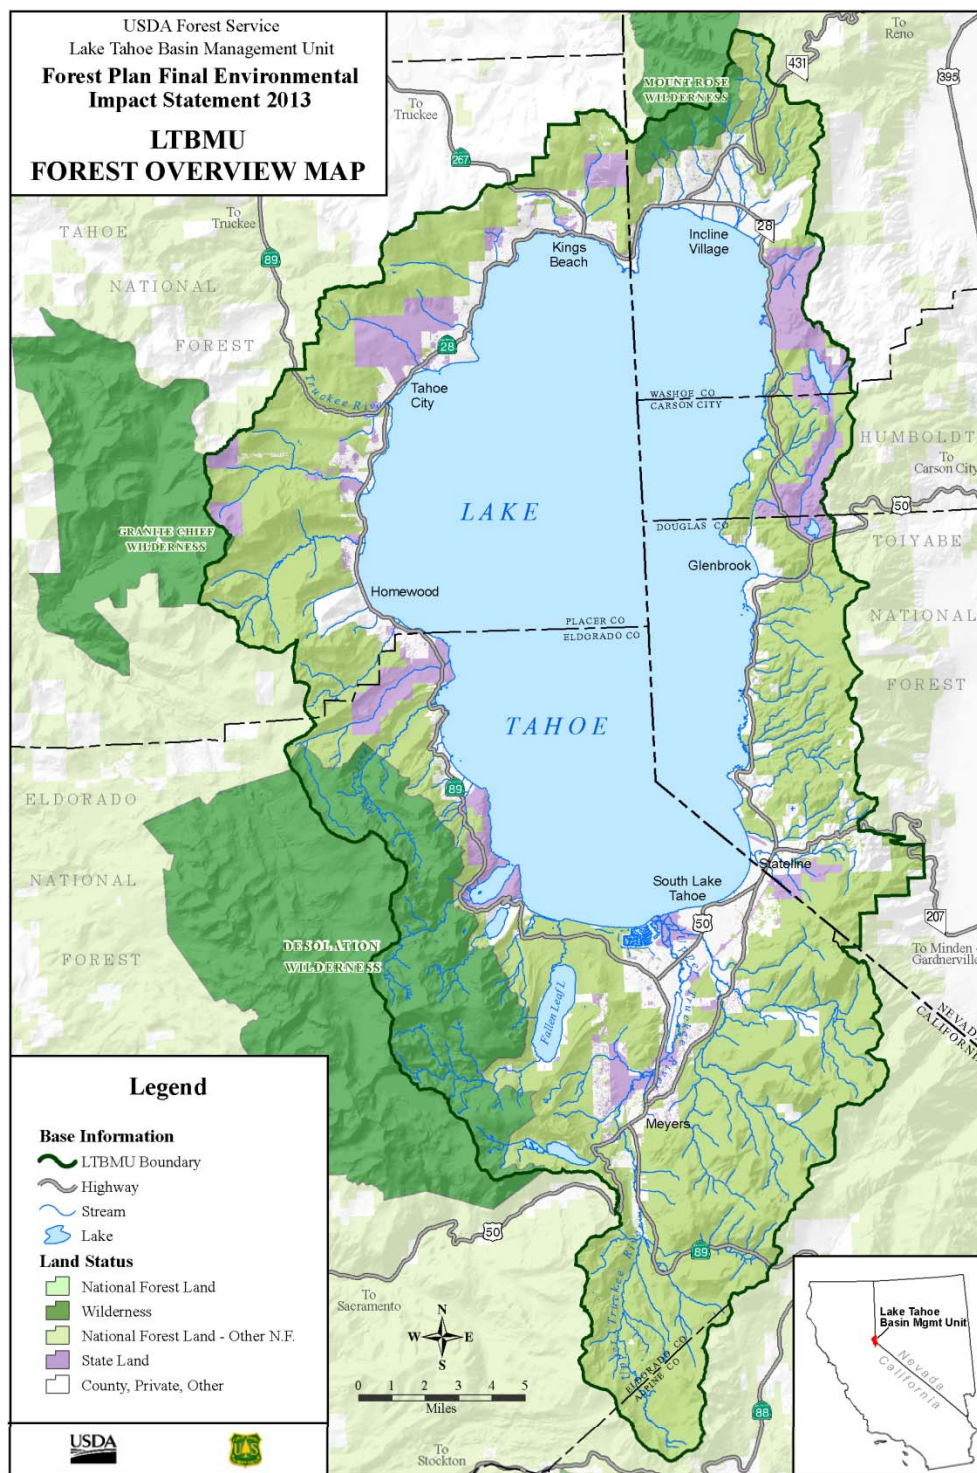 USDA Forest Service
Lake Tahoe Basin Management Unit
Forest Plan Final Environmental
Impact Statement 2013
LTBMU
FOREST OVERVIEW MAP
To
Reno
431
395
MOUNT ROSE
WILDERNESS
To
Truckee
267
To
Truckee
89
TAHOE
NATIONAL
FOREST
Kings
Beach
Incline
Village
28
28
Tahoe
City
Truckee River
WASHOE CO
CARSON CITY
HUMBOLDT
To
Carson City
50
LAKE
DOUGLAS CO
TOIYABE
GRANITE CHIEF
WILDERNESS
Glenbrook
Homewood
NATIONAL
PLACER CO
ELDORADO CO
FOREST
TAHOE
ELDORADO
89
NATIONAL
Stateline
South Lake
Tahoe
50
207
To Minden -
Gardnerville
DESOLATION
WILDERNESS
FOREST
Fallen Leaf L
Upper Truckee River
NEVADA
CALIFORNIA
Meyers
50
89
To
Sacramento
Upper Truckee River
ELDORADO CO
ALPINE CO
88
To
Stockton
N
W E
S
0 1 2 3 4 5
Miles
Legend
Base Information
LTBMU Boundary
Highway
Stream
Lake
Land Status
National Forest Land
Wilderness
National Forest Land - Other N.F.
State Land
County, Private, Other
USDA
U S
Lake Tahoe
Basin Mgmt Unit
Nevada
California